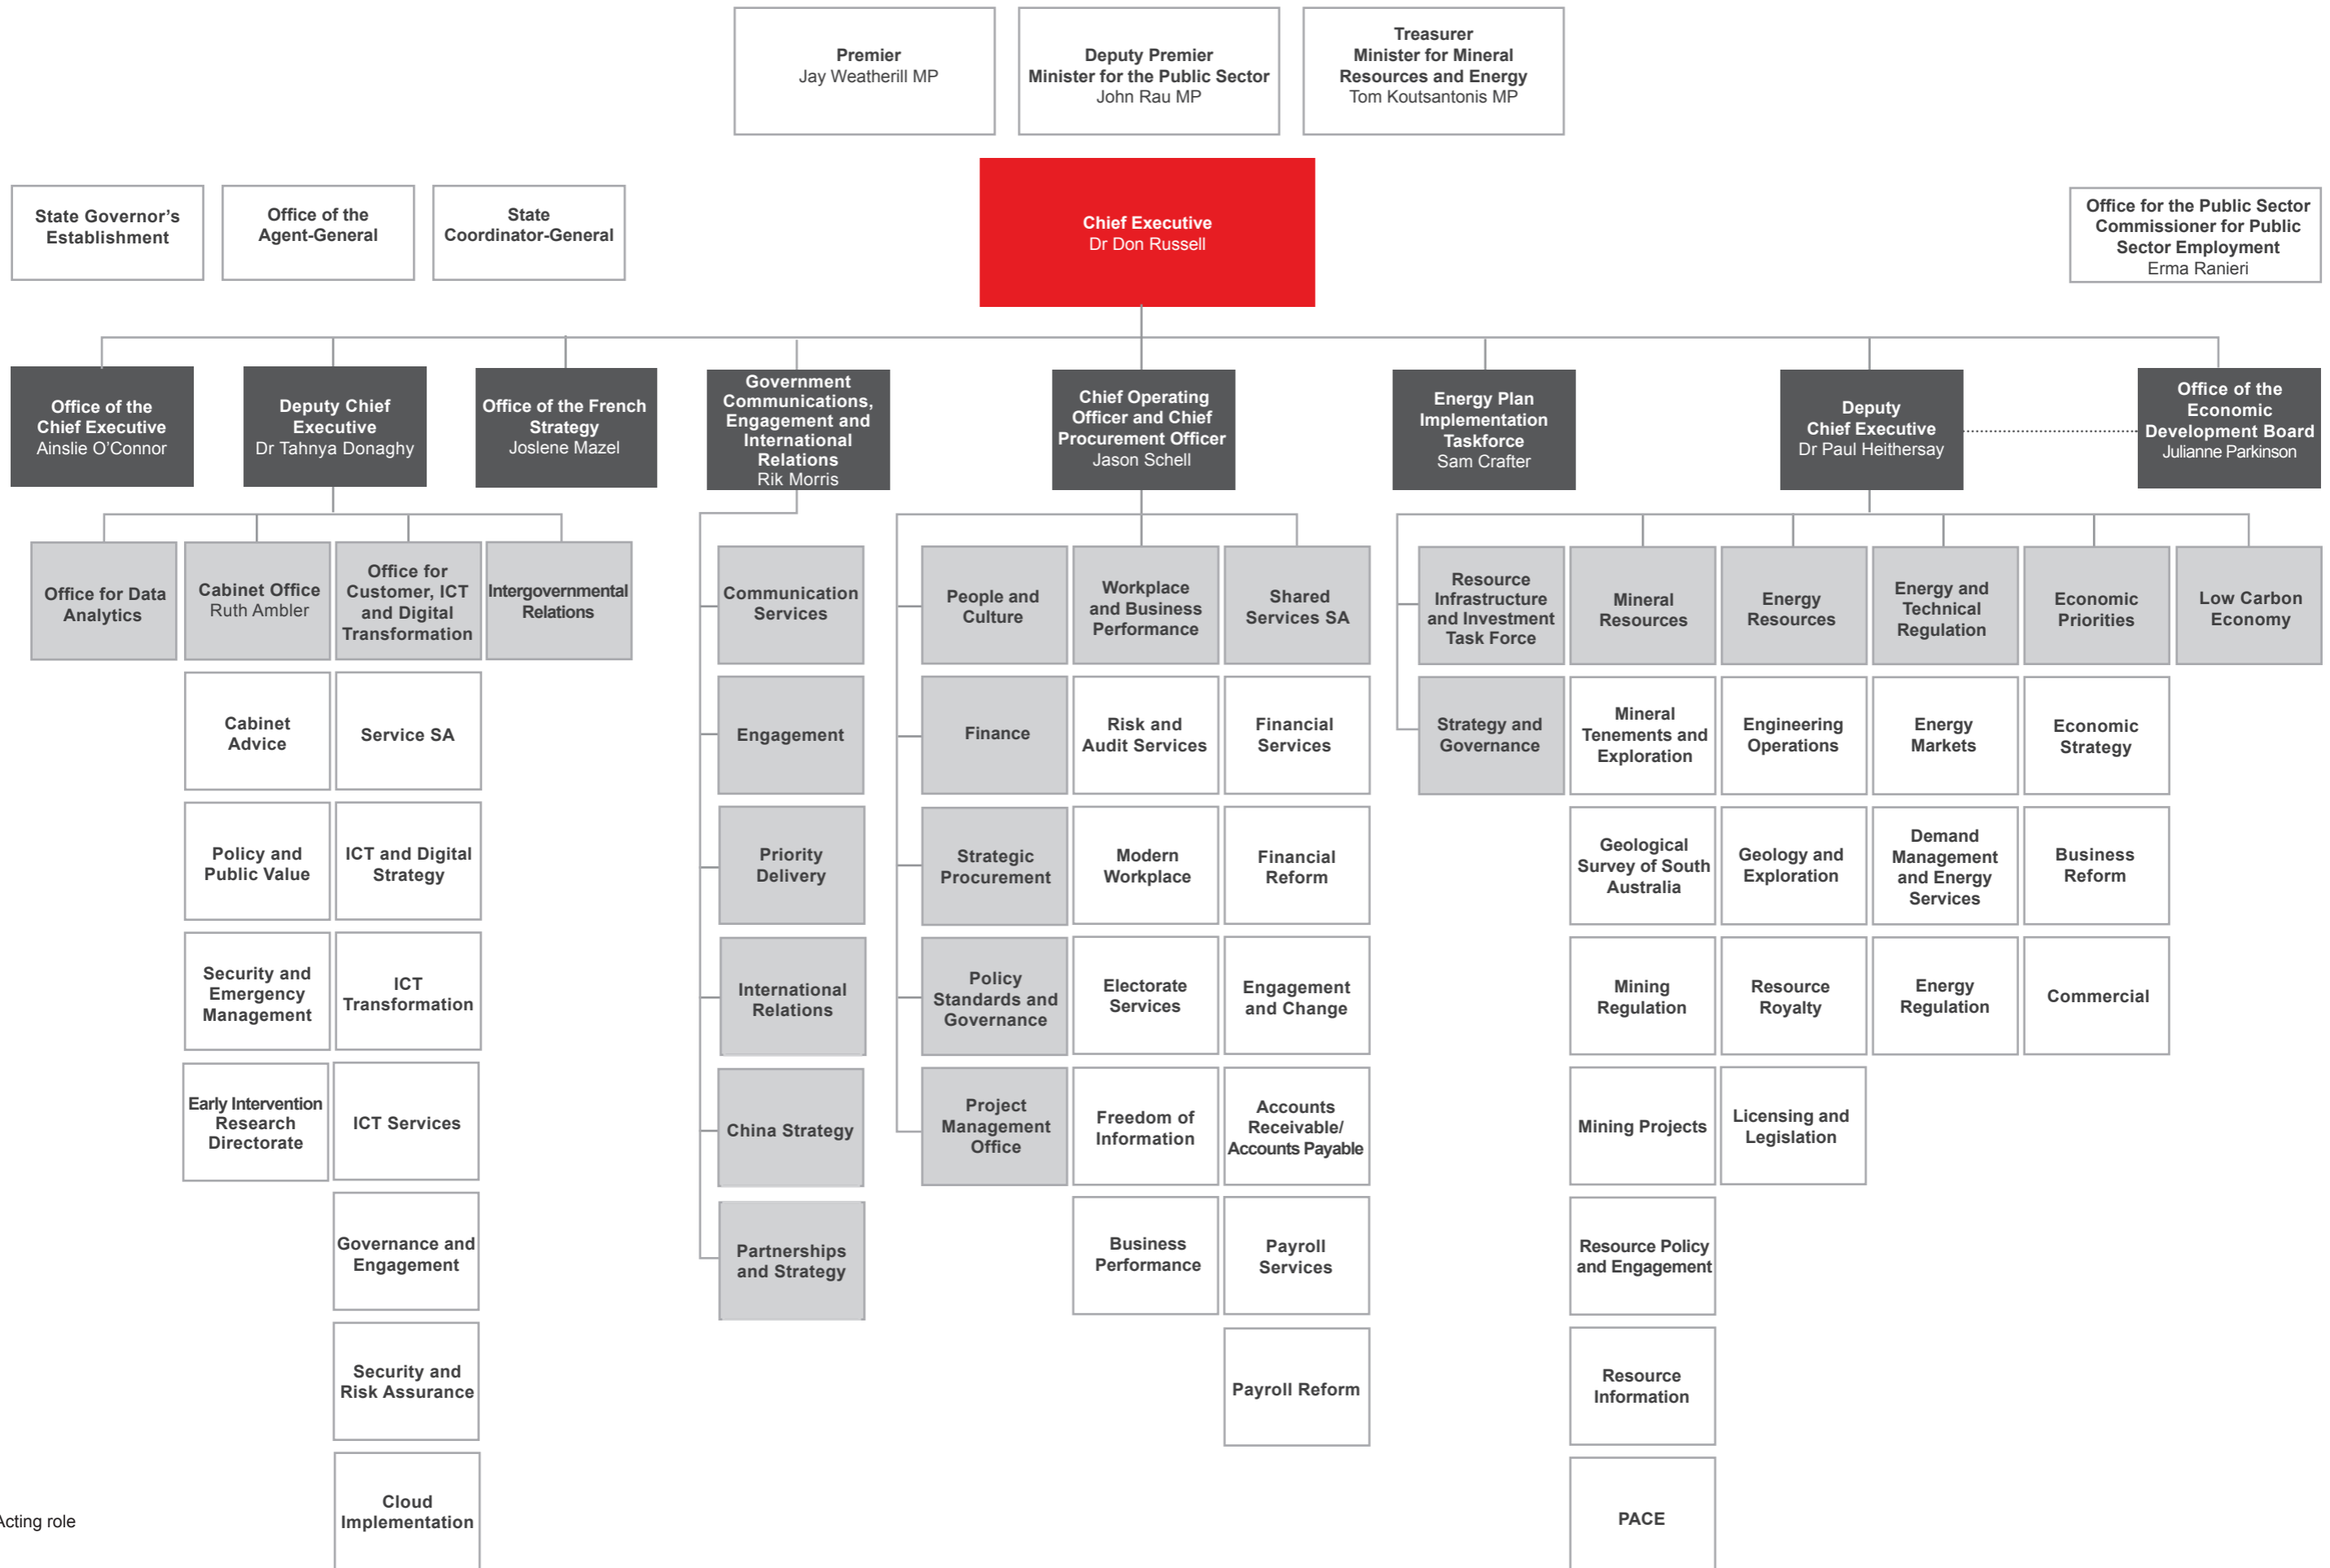 Premier
Jay Weatherill MP
Deputy Premier
Minister for the Public Sector
John Rau MP
Treasurer
Minister for Mineral
Resources and Energy
Tom Koutsantonis MP
State Governor’s
Establishment
Office of the
Agent-General
State
Coordinator-General
Chief Executive
Dr Don Russell
Office for the Public Sector
Commissioner for Public
Sector Employment
Erma Ranieri
Office of the
Chief Executive
Ainslie O’Connor
Deputy Chief
Executive
Dr Tahnya Donaghy
Office of the French
Strategy
Joslene Mazel
Government
Communications,
Engagement and
International
Relations
Rik Morris
Chief Operating
Officer and Chief
Procurement Officer
Jason Schell
Energy Plan
Implementation
Taskforce
Sam Crafter
Deputy
Chief Executive
Dr Paul Heithersay
Office of the
Economic
Development Board
Julianne Parkinson
Office for Data
Analytics
Cabinet Office
Ruth Ambler
Office for
Customer, ICT
and Digital
Transformation
Intergovernmental
Relations
Communication
Services
People and
Culture
Workplace
and Business
Performance
Shared
Services SA
Resource
Infrastructure
and Investment
Task Force
Mineral
Resources
Energy
Resources
Energy and
Technical
Regulation
Economic
Priorities
Low Carbon
Economy
Cabinet
Advice
Service SA
Engagement
Finance
Risk and
Audit Services
Financial
Services
Strategy and
Governance
Mineral
Tenements and
Exploration
Engineering
Operations
Energy
Markets
Economic
Strategy
Policy and
Public Value
ICT and Digital
Strategy
Priority
Delivery
Strategic
Procurement
Modern
Workplace
Financial
Reform
Geological
Survey of South
Australia
Geology and
Exploration
Demand
Management
and Energy
Services
Business
Reform
Security and
Emergency
Management
ICT
Transformation
International
Relations
Policy
Standards and
Governance
Electorate
Services
Engagement
and Change
Mining
Regulation
Resource
Royalty
Energy
Regulation
Commercial
Early Intervention
Research
Directorate
ICT Services
China Strategy
Project
Management
Office
Freedom of
Information
Accounts
Receivable/
Accounts Payable
Mining Projects
Licensing and
Legislation
Governance and
Engagement
Partnerships
and Strategy
Business
Performance
Payroll
Services
Resource Policy
and Engagement
Security and
Risk Assurance
Payroll Reform
Resource
Information
Cloud
Implementation
PACE
Acting role